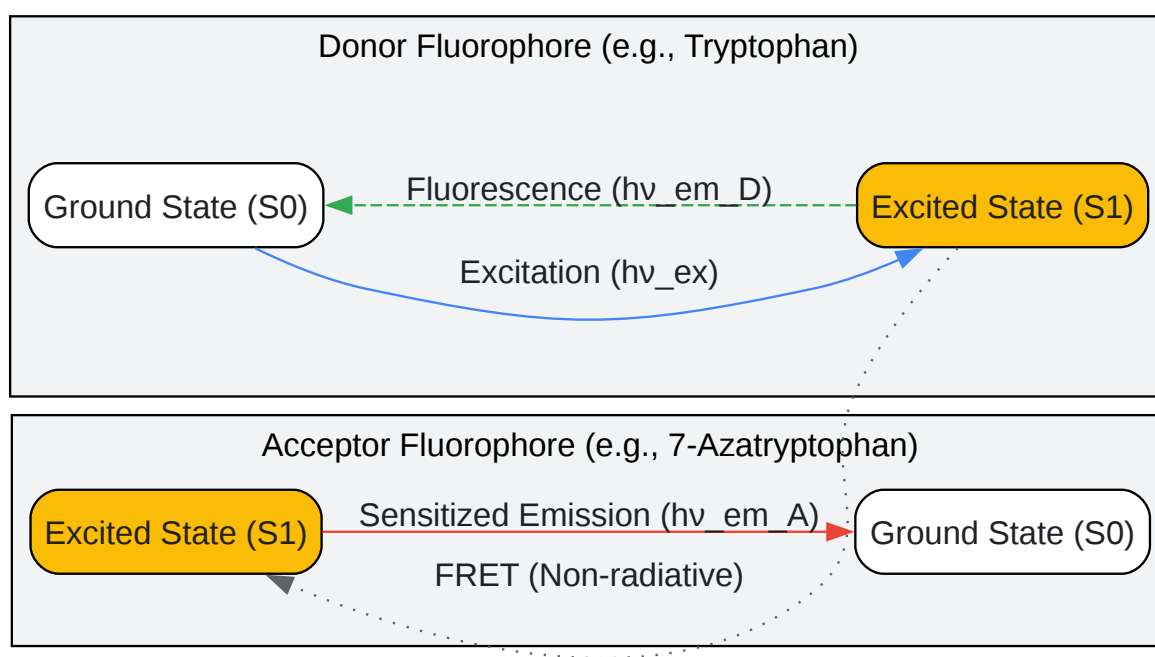 Donor Fluorophore (e.g., Tryptophan)
Fluorescence (hν_em_D)
Ground State (S0)
Excited State (S1)
Excitation (hν_ex)
Acceptor Fluorophore (e.g., 7-Azatryptophan)
Sensitized Emission (hν_em_A)
Excited State (S1)
Ground State (S0)
FRET (Non-radiative)